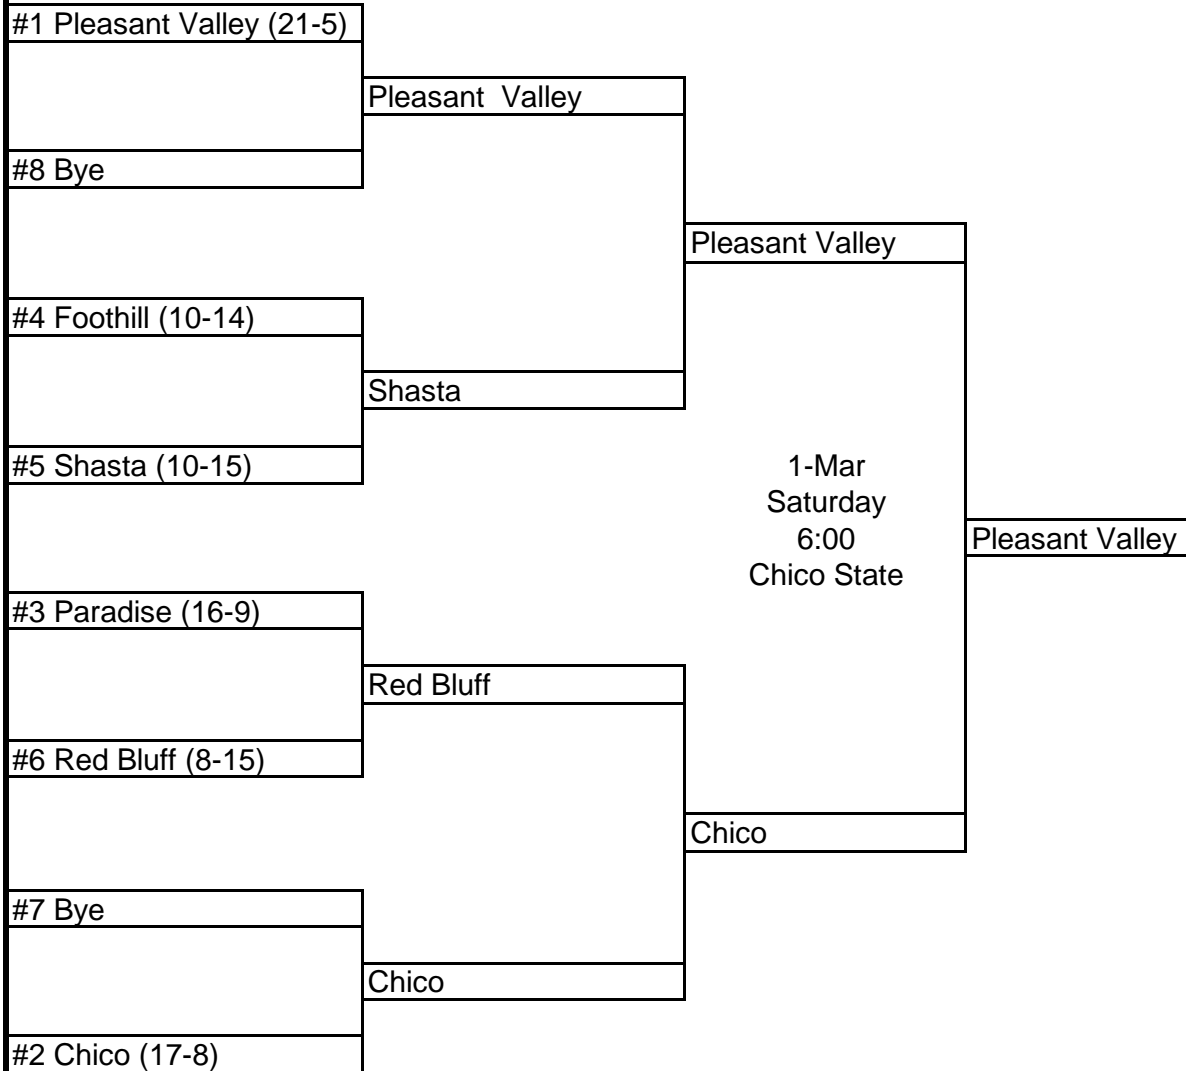 #1 Pleasant Valley (21-5)
Pleasant  Valley
#8 Bye
Pleasant Valley
#4 Foothill (10-14)
Shasta
#5 Shasta (10-15)
1-Mar
Saturday
6:00
Chico State
Pleasant Valley
#3 Paradise (16-9)
Red Bluff
#6 Red Bluff (8-15)
Chico
#7 Bye
Chico
#2 Chico (17-8)